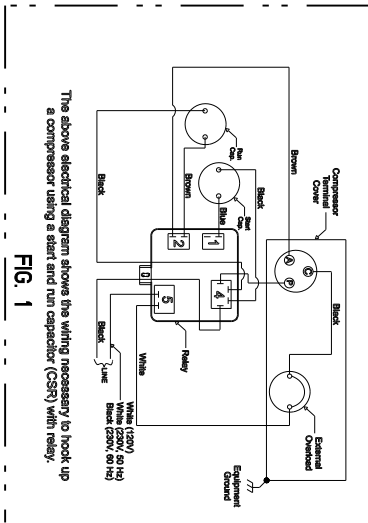 Compressor
Terminal
Cover
External
Overload
Equipment
Ground
C
A
P
Black
Brown
Black
White
Run
Cap.
Start
Cap.
Blue
Brown
Black
1
2
4
5
Relay
LINE
Black
White (120V)
White (230V, 50 Hz)
Black (230V, 60 Hz)
The above electrical diagram shows the wiring necessary to hook up
a compressor using a start and run capacitor (CSR) with relay.
FIG. 1